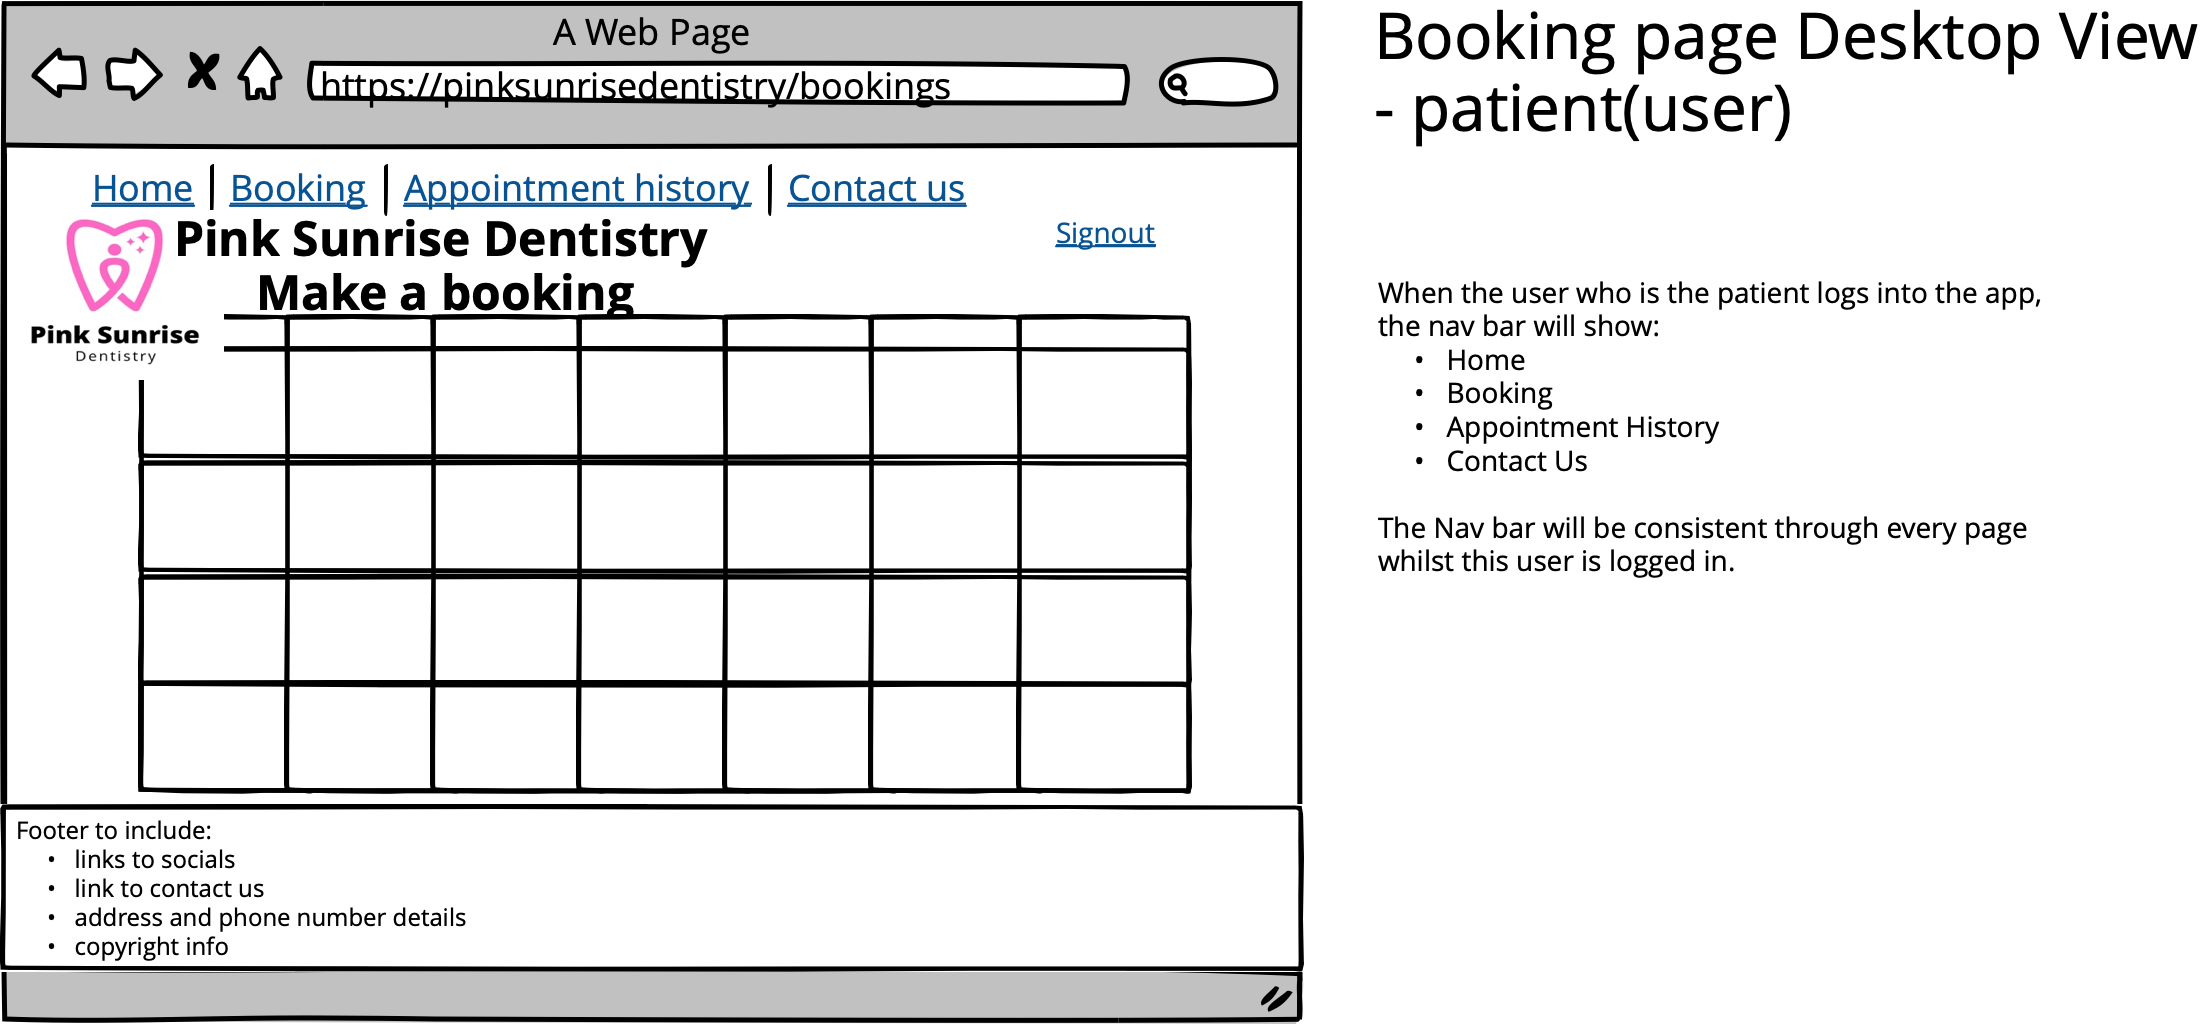 A Web Page
https://pinksunrisedentistry/bookings
Home | Booking | Appointment history | Contact us
Signout
Pink Sunrise Dentistry
Make a booking
Pink Sunrise
Dentistry
Footer to include:
• links to socials
• link to contact us
• address and phone number details
• copyright info
Booking page Desktop View
- patient(user)
When the user who is the patient logs into the app,
the nav bar will show:
• Home
• Booking
• Appointment History
• Contact Us
The Nav bar will be consistent through every page
whilst this user is logged in.